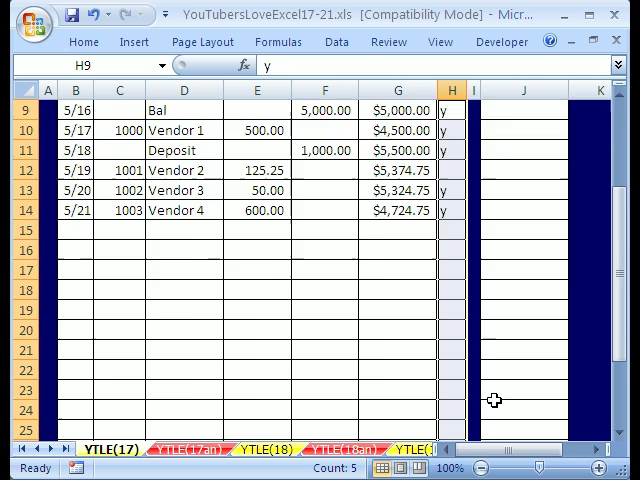 YouTubersLoveExcel17-21.xls [Compatibility Mode] - Micr...
Home Insert Page Layout Formulas Data Review View Developer
H9 fx y
A B C D E F G H I J K
9 5/16 Bal 5,000.00 $5,000.00 y
10 5/17 1000 Vendor 1 500.00 $4,500.00 y
11 5/18 Deposit 1,000.00 $5,500.00 y
12 5/19 1001 Vendor 2 125.25 $5,374.75
13 5/20 1002 Vendor 3 50.00 $5,324.75 y
14 5/21 1003 Vendor 4 600.00 $4,724.75 y
15
16
17
18
19
20
21
22
23
24
25
YTLE(17) YTLE(17an) YTLE(18) YTLE(18an) YTLE(1
Ready Count: 5 100%